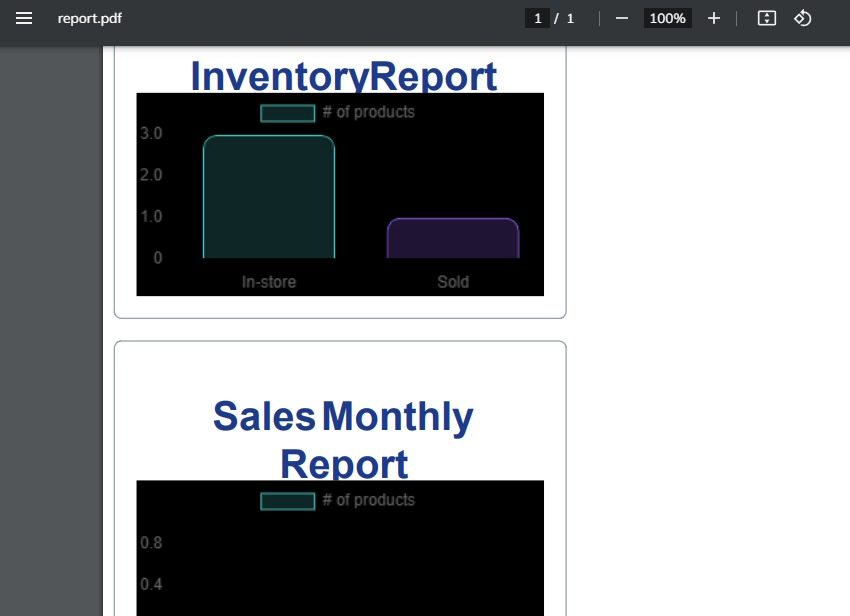 report.pdf
1 / 1
100%
InventoryReport
# of products
3.0
2.0
1.0
0
In-store Sold
Sales Monthly
Report
# of products
0.8
0.4